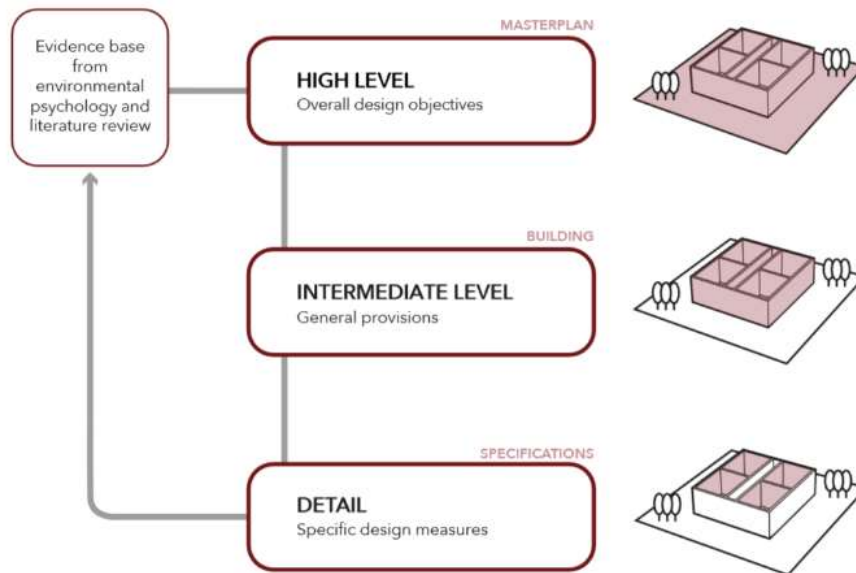 Evidence base
from
environmental
psychology and
literature review
MASTERPLAN
HIGH LEVEL
Overall design objectives
BUILDING
INTERMEDIATE LEVEL
General provisions
SPECIFICATIONS
DETAIL
Specific design measures